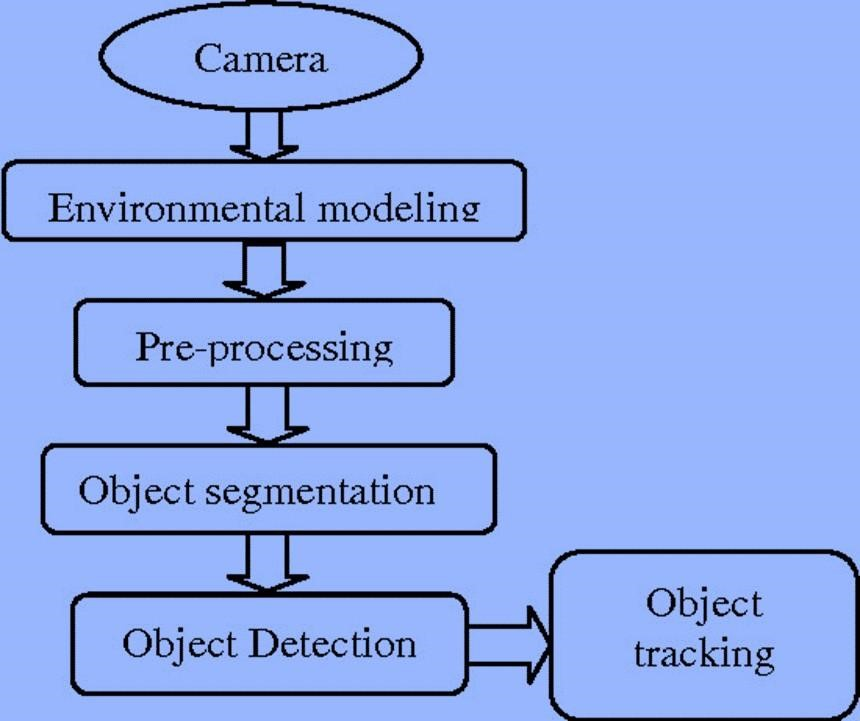 Camera
Environmental modeling
Pre-processing
Object segmentation
Object Detection
Object
tracking